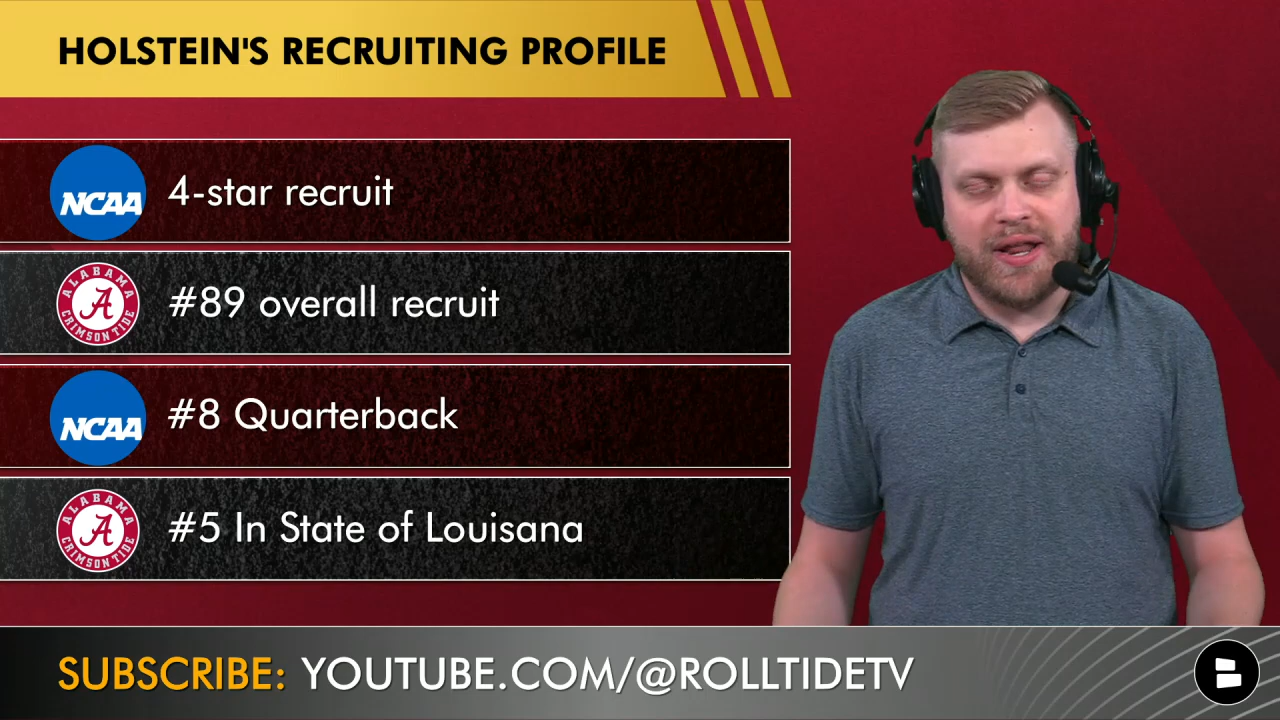 HOLSTEIN'S RECRUITING PROFILE
NCAA
4-star recruit
ALABAMA
A
CRIMSON TIDE
#89 overall recruit
NCAA
#8 Quarterback
ALABAMA
A
CRIMSON TIDE
#5 In State of Louisana
SUBSCRIBE: YOUTUBE.COM/@ROLLTIDETV